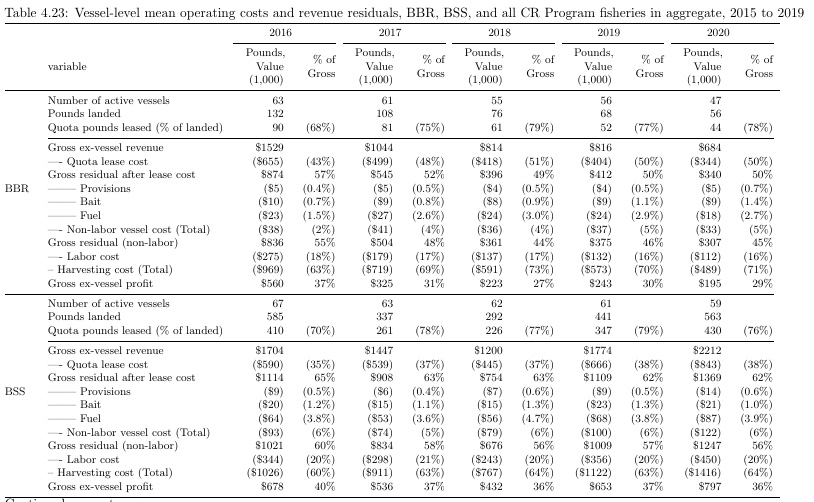 Table 4.23: Vessel-level mean operating costs and revenue residuals, BBR, BSS, and all CR Program fisheries in aggregate, 2015 to 2019
2016 2017 2018 2019 2020
variable Pounds, Value (1,000) % of Gross Pounds, Value (1,000) % of Gross Pounds, Value (1,000) % of Gross Pounds, Value (1,000) % of Gross Pounds, Value (1,000) % of Gross
Number of active vessels 63 61 55 56 47
Pounds landed 132 108 76 68 56
Quota pounds leased (% of landed) 90 (68%) 81 (75%) 61 (79%) 52 (77%) 44 (78%)
Gross ex-vessel revenue $1529 $1044 $814 $816 $684
—- Quota lease cost ($655) (43%) ($499) (48%) ($418) (51%) ($404) (50%) ($344) (50%)
Gross residual after lease cost $874 57% $545 52% $396 49% $412 50% $340 50%
BBR —— Provisions ($5) (0.4%) ($5) (0.5%) ($4) (0.5%) ($4) (0.5%) ($5) (0.7%)
—— Bait ($10) (0.7%) ($9) (0.8%) ($8) (0.9%) ($9) (1.1%) ($9) (1.4%)
—— Fuel ($23) (1.5%) ($27) (2.6%) ($24) (3.0%) ($24) (2.9%) ($18) (2.7%)
—- Non-labor vessel cost (Total) ($38) (2%) ($41) (4%) ($36) (4%) ($37) (5%) ($33) (5%)
Gross residual (non-labor) $836 55% $504 48% $361 44% $375 46% $307 45%
—- Labor cost ($275) (18%) ($179) (17%) ($137) (17%) ($132) (16%) ($112) (16%)
– Harvesting cost (Total) ($969) (63%) ($719) (69%) ($591) (73%) ($573) (70%) ($489) (71%)
Gross ex-vessel profit $560 37% $325 31% $223 27% $243 30% $195 29%
Number of active vessels 67 63 62 61 59
Pounds landed 585 337 292 441 563
Quota pounds leased (% of landed) 410 (70%) 261 (78%) 226 (77%) 347 (79%) 430 (76%)
Gross ex-vessel revenue $1704 $1447 $1200 $1774 $2212
—- Quota lease cost ($590) (35%) ($539) (37%) ($445) (37%) ($666) (38%) ($843) (38%)
Gross residual after lease cost $1114 65% $908 63% $754 63% $1109 62% $1369 62%
BSS —— Provisions ($9) (0.5%) ($6) (0.4%) ($7) (0.6%) ($9) (0.5%) ($14) (0.6%)
—— Bait ($20) (1.2%) ($15) (1.1%) ($15) (1.3%) ($23) (1.3%) ($21) (1.0%)
—— Fuel ($64) (3.8%) ($53) (3.6%) ($56) (4.7%) ($68) (3.8%) ($87) (3.9%)
—- Non-labor vessel cost (Total) ($93) (6%) ($74) (5%) ($79) (6%) ($100) (6%) ($122) (6%)
Gross residual (non-labor) $1021 60% $834 58% $676 56% $1009 57% $1247 56%
—- Labor cost ($344) (20%) ($298) (21%) ($243) (20%) ($356) (20%) ($450) (20%)
– Harvesting cost (Total) ($1026) (60%) ($911) (63%) ($767) (64%) ($1122) (63%) ($1416) (64%)
Gross ex-vessel profit $678 40% $536 37% $432 36% $653 37% $797 36%